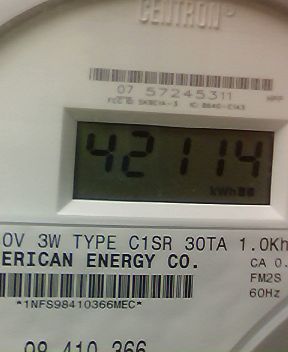 CENTRON
07 57245311
42114
kWh
0V 3W TYPE C1SR 30TA 1.0Kh
ERICAN ENERGY CO.
CA 0.
FM2S
60Hz
*1NFS98410366MEC*
98 410 366